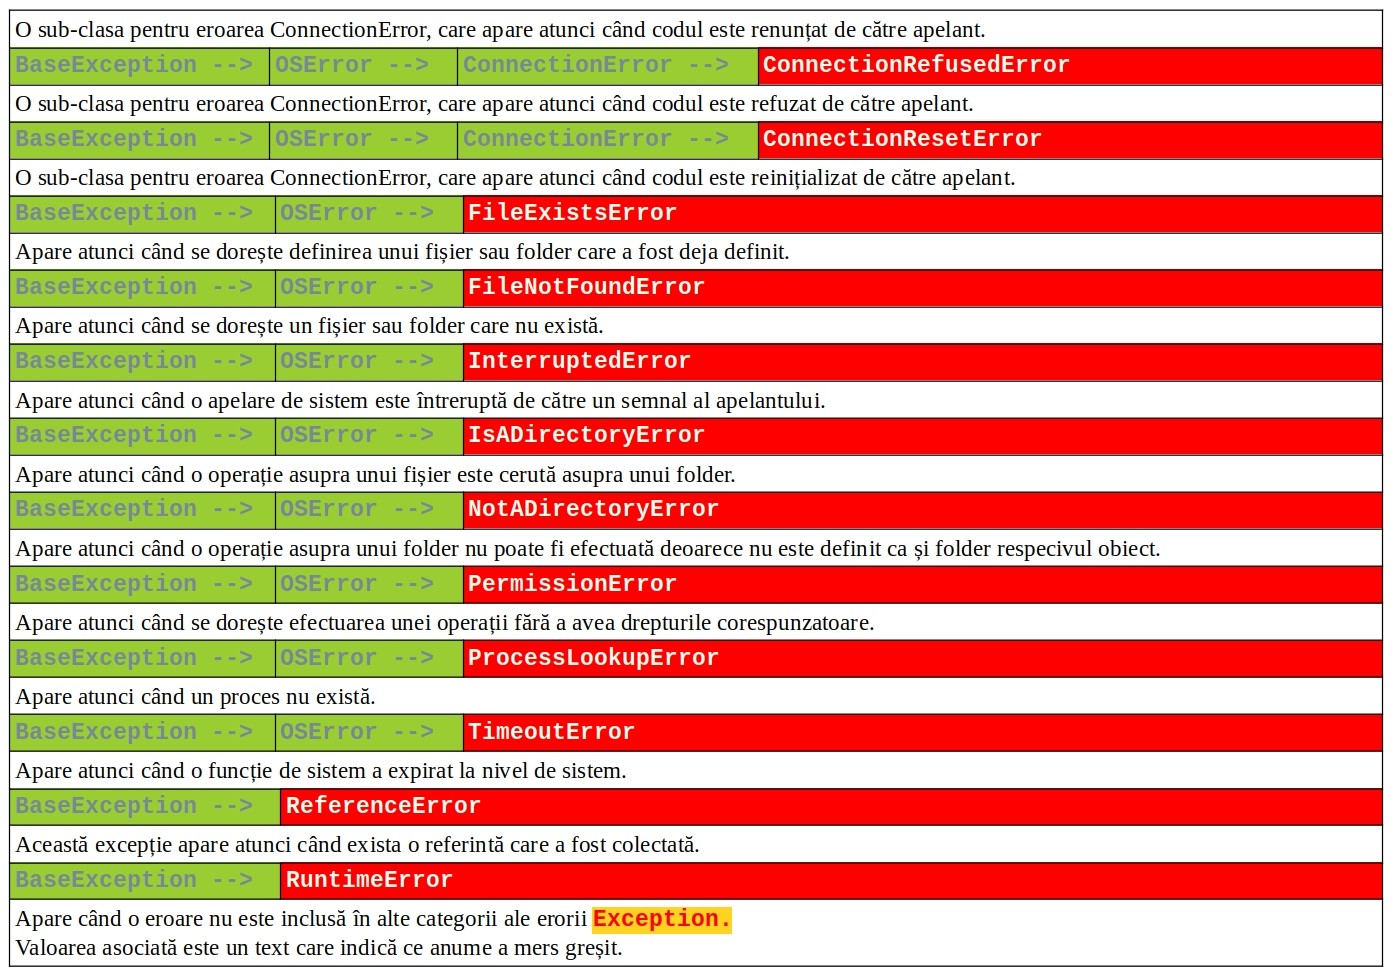 O sub-clasa pentru eroarea ConnectionError, care apare atunci când codul este renunțat de către apelant.
BaseException --> OSError --> ConnectionError --> ConnectionRefusedError
O sub-clasa pentru eroarea ConnectionError, care apare atunci când codul este refuzat de către apelant.
BaseException --> OSError --> ConnectionError --> ConnectionResetError
O sub-clasa pentru eroarea ConnectionError, care apare atunci când codul este reinițializat de către apelant.
BaseException --> OSError --> FileExistsError
Apare atunci când se dorește definirea unui fișier sau folder care a fost deja definit.
BaseException --> OSError --> FileNotFoundError
Apare atunci când se dorește un fișier sau folder care nu există.
BaseException --> OSError --> InterruptedError
Apare atunci când o apelare de sistem este întreruptă de către un semnal al apelantului.
BaseException --> OSError --> IsADirectoryError
Apare atunci când o operație asupra unui fișier este cerută asupra unui folder.
BaseException --> OSError --> NotADirectoryError
Apare atunci când o operație asupra unui folder nu poate fi efectuată deoarece nu este definit ca și folder respecivul obiect.
BaseException --> OSError --> PermissionError
Apare atunci când se dorește efectuarea unei operații fără a avea drepturile corespunzatoare.
BaseException --> OSError --> ProcessLookupError
Apare atunci când un proces nu există.
BaseException --> OSError --> TimeoutError
Apare atunci când o funcție de sistem a expirat la nivel de sistem.
BaseException --> ReferenceError
Această excepție apare atunci când exista o referintă care a fost colectată.
BaseException --> RuntimeError
Apare când o eroare nu este inclusă în alte categorii ale erorii Exception.
Valoarea asociată este un text care indică ce anume a mers greșit.